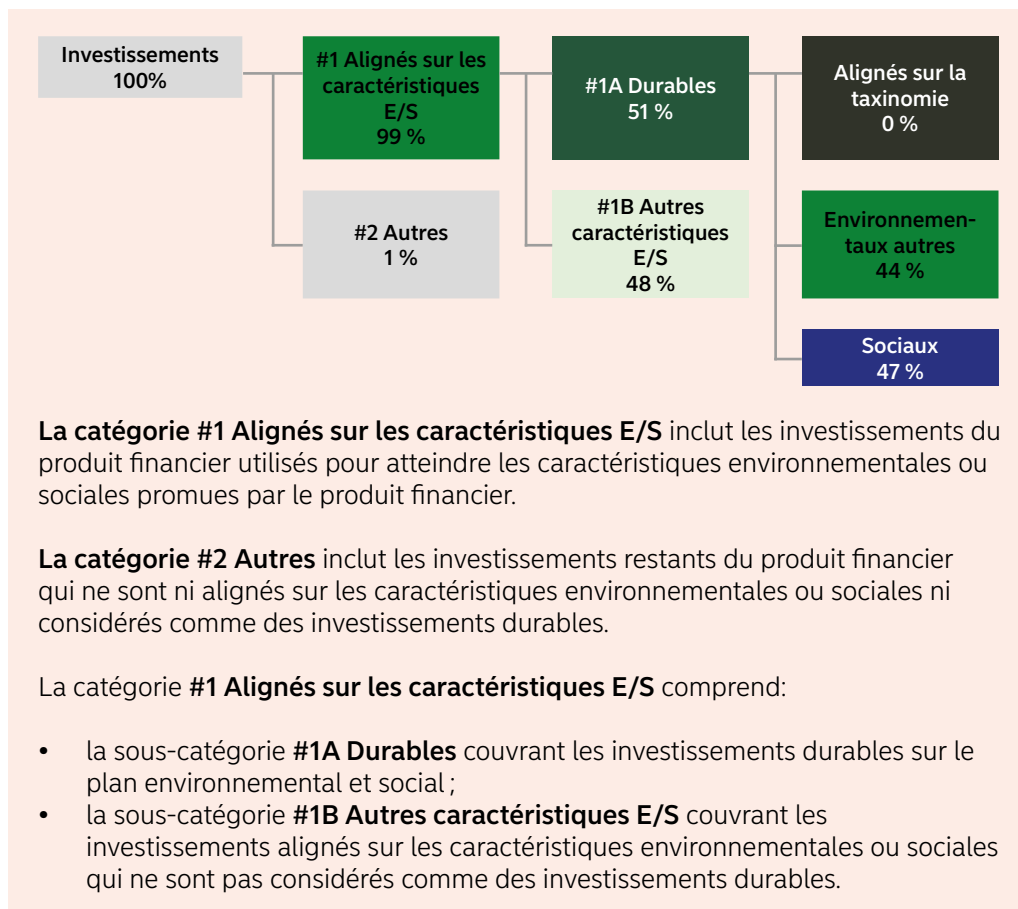 Investissements
100%
#1 Alignés sur les
caractéristiques
E/S
99 %
#2 Autres
1 %
#1A Durables
51 %
#1B Autres
caractéristiques
E/S
48 %
Alignés sur la
taxinomie
0 %
Environnemen-
taux autres
44 %
Sociaux
47 %
La catégorie #1 Alignés sur les caractéristiques E/S inclut les investissements du
produit financier utilisés pour atteindre les caractéristiques environnementales ou
sociales promues par le produit financier.
La catégorie #2 Autres inclut les investissements restants du produit financier
qui ne sont ni alignés sur les caractéristiques environnementales ou sociales ni
considérés comme des investissements durables.
La catégorie #1 Alignés sur les caractéristiques E/S comprend:
• la sous-catégorie #1A Durables couvrant les investissements durables sur le
plan environnemental et social ;
• la sous-catégorie #1B Autres caractéristiques E/S couvrant les
investissements alignés sur les caractéristiques environnementales ou sociales
qui ne sont pas considérés comme des investissements durables.